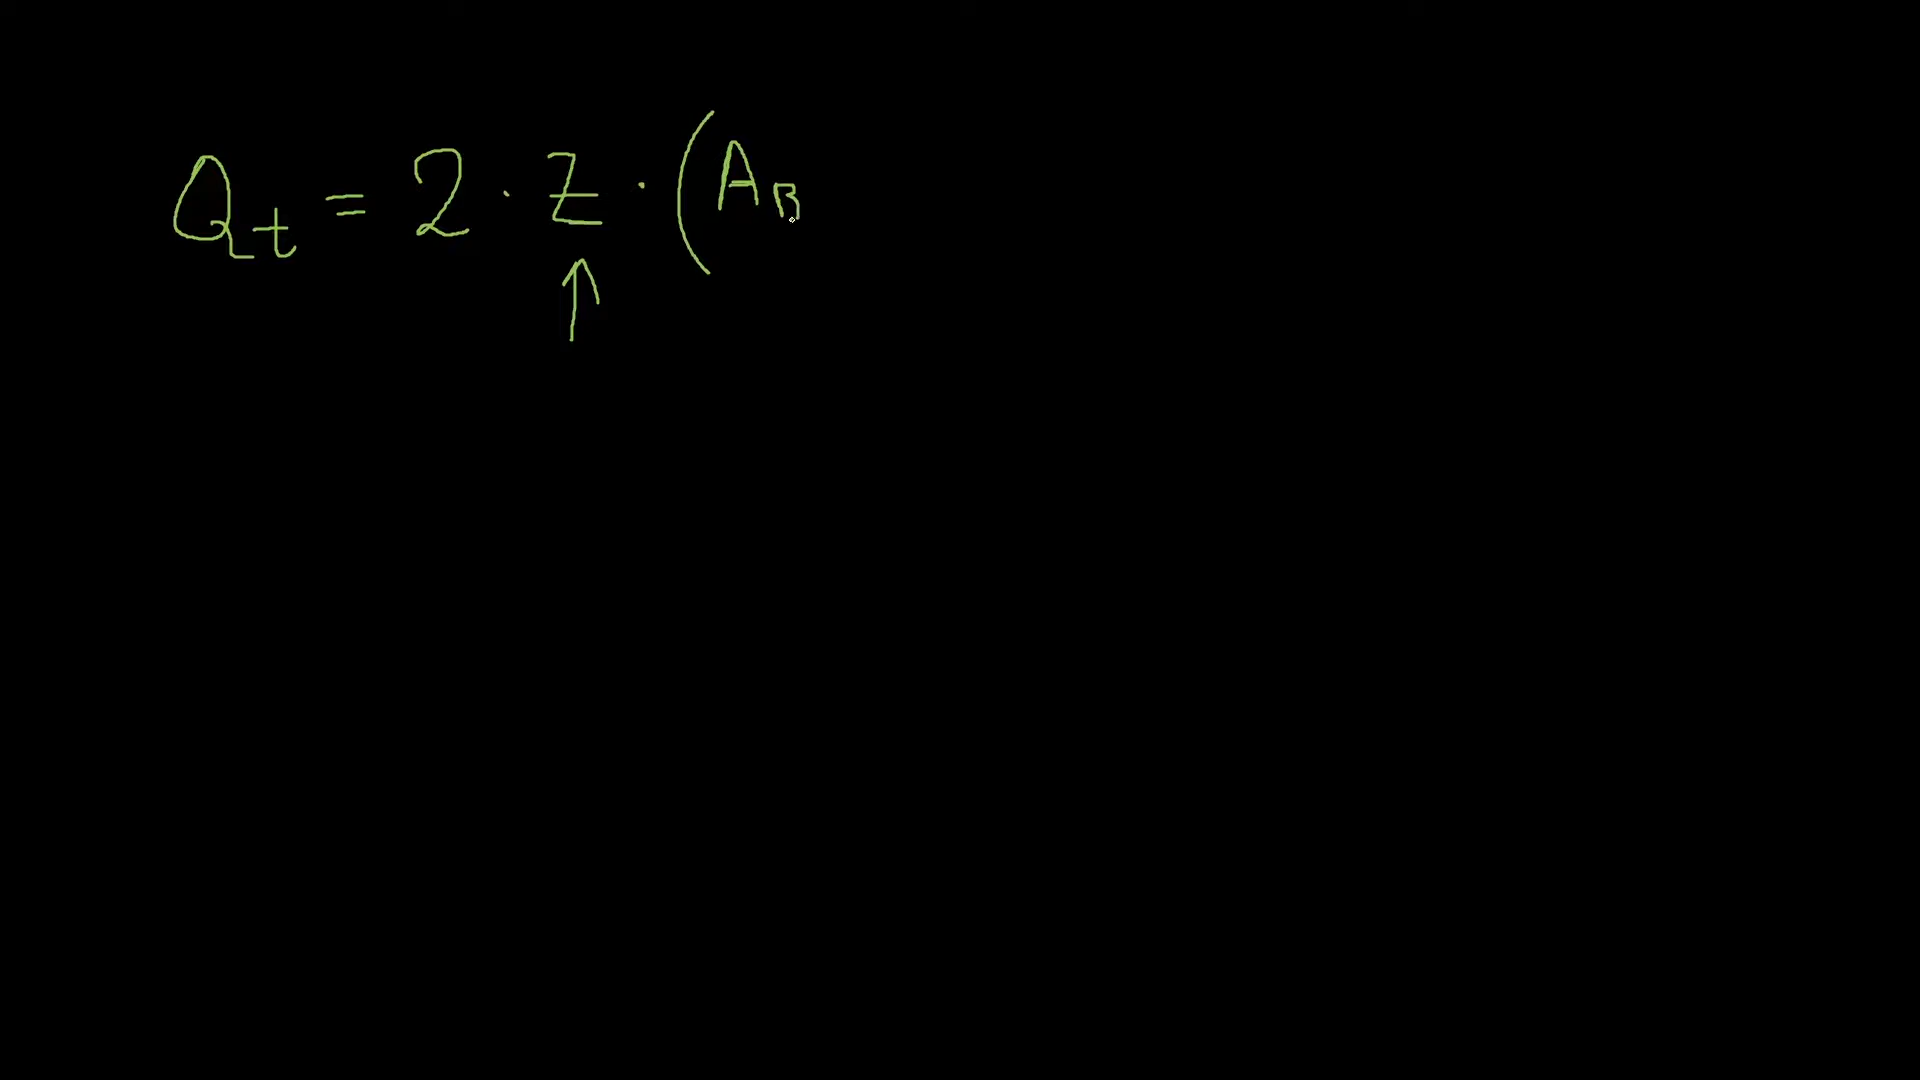 Qt = 2 · Z · (AB
↑